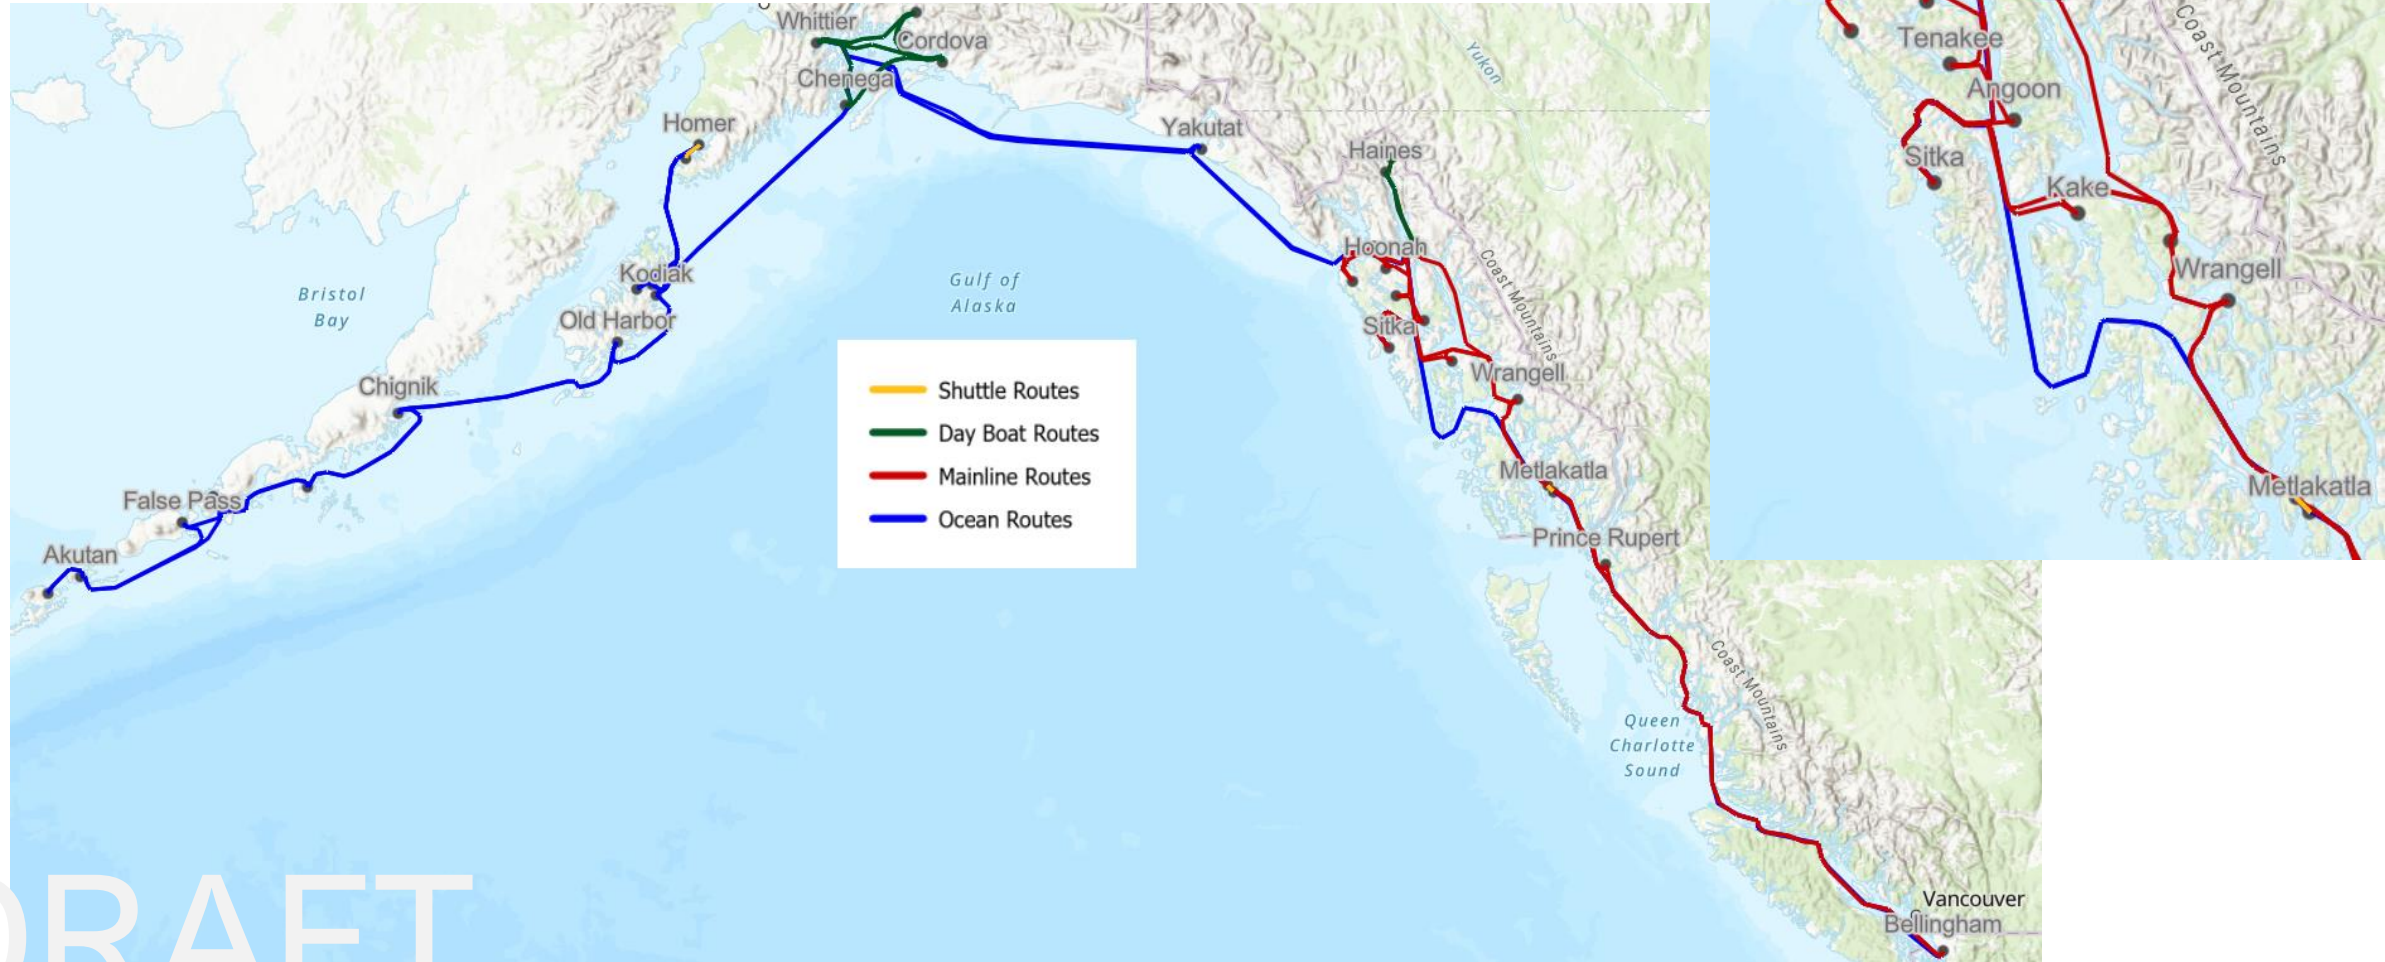 Whittier
Cordova
Chenega
Homer
Yakutat
Yukon
Haines
Hoonah
Kodiak
Gulf of
Alaska
Bristol
Bay
Old Harbor
Sitka
Coast Mountains
Chignik
Wrangell
Shuttle Routes
Day Boat Routes
Mainline Routes
Ocean Routes
Metlakatla
False Pass
Akutan
Prince Rupert
Coast Mountains
Queen
Charlotte
Sound
Vancouver
Bellingham
DRAFT
Coast Mountains
Tenakee
Angoon
Sitka
Kake
Wrangell
Metlakatla